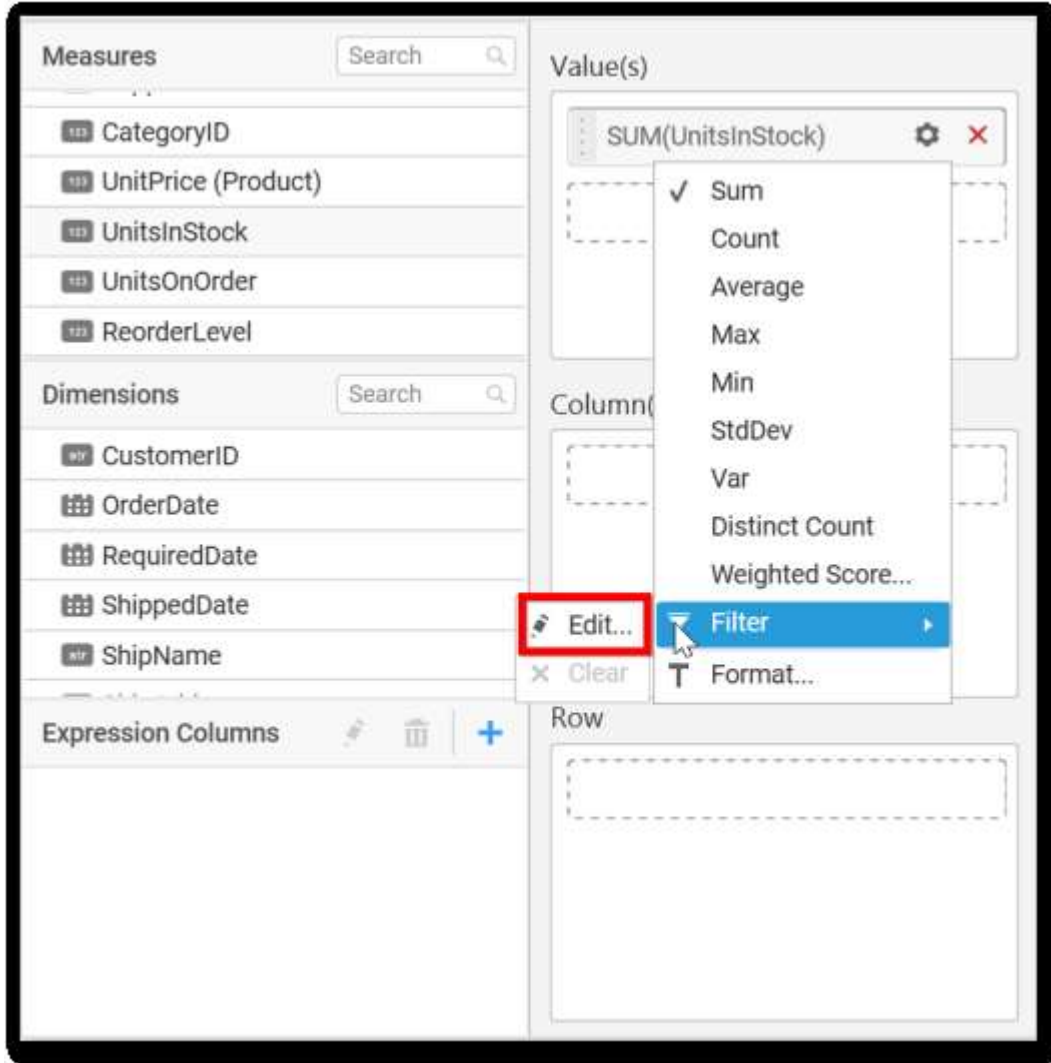 Measures
Search
CategoryID
UnitPrice (Product)
UnitsInStock
UnitsOnOrder
ReorderLevel
Dimensions
Search
CustomerID
OrderDate
RequiredDate
ShippedDate
ShipName
Expression Columns
Value(s)
SUM(UnitsInStock)
Sum
Count
Average
Max
Min
StdDev
Var
Distinct Count
Weighted Score...
Filter
Format...
Edit...
Clear
Column(
Row